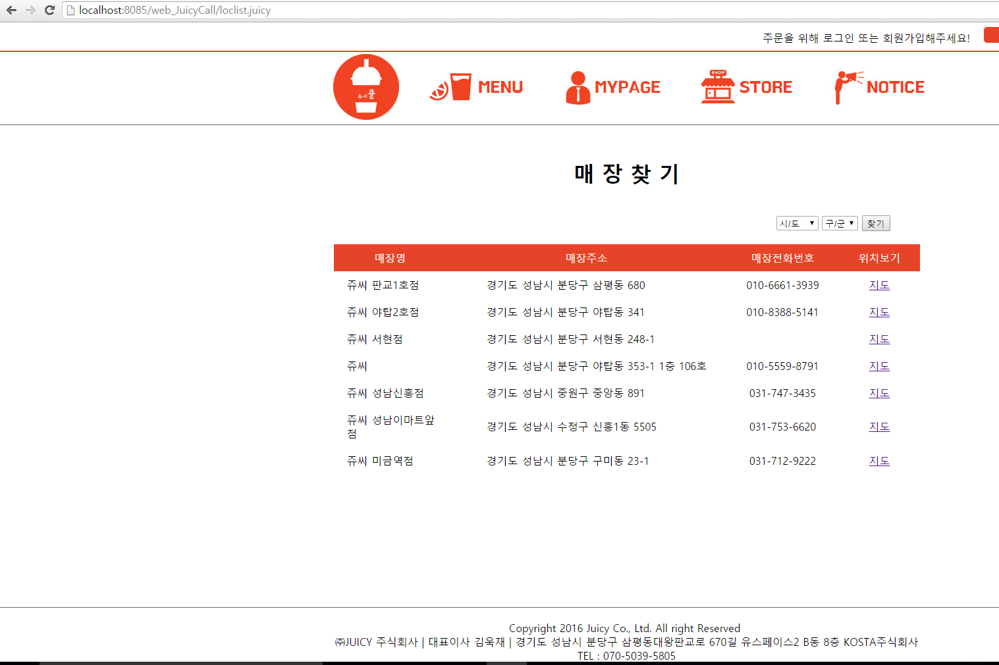 localhost:8085/web_JuicyCall/loclist.juicy
주문을 위해 로그인 또는 회원가입해주세요!
쥬시쿨 MENU MYPAGE SHOP STORE NOTICE
매 장 찾 기
시/도 구/군 찾기
매장명 매장주소 매장전화번호 위치보기
쥬씨 판교1호점 경기도 성남시 분당구 삼평동 680 010-6661-3939 지도
쥬씨 야탑2호점 경기도 성남시 분당구 야탑동 341 010-8388-5141 지도
쥬씨 서현점 경기도 성남시 분당구 서현동 248-1 지도
쥬씨 경기도 성남시 분당구 야탑동 353-1 1층 106호 010-5559-8791 지도
쥬씨 성남신흥점 경기도 성남시 중원구 중앙동 891 031-747-3435 지도
쥬씨 성남이마트앞
점 경기도 성남시 수정구 신흥1동 5505 031-753-6620 지도
쥬씨 미금역점 경기도 성남시 분당구 구미동 23-1 031-712-9222 지도
Copyright 2016 Juicy Co., Ltd. All right Reserved
㈜JUICY 주식회사 | 대표이사 김욱재 | 경기도 성남시 분당구 삼평동대왕판교로 670길 유스페이스2 B동 8층 KOSTA주식회사
TEL : 070-5039-5805